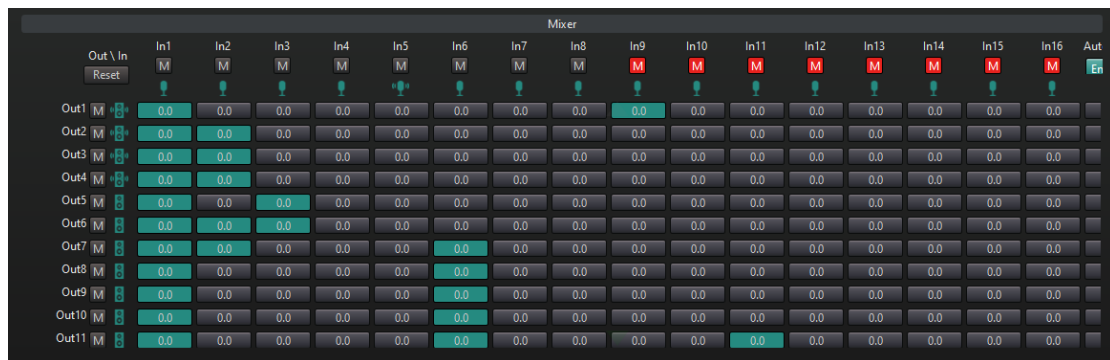 Mixer
Out \ In In1 In2 In3 In4 In5 In6 In7 In8 In9 In10 In11 In12 In13 In14 In15 In16 Aut
Reset M M M M M M M M M M M M M M M M En
Out1 M 0.0 0.0 0.0 0.0 0.0 0.0 0.0 0.0 0.0 0.0 0.0 0.0 0.0 0.0 0.0 0.0
Out2 M 0.0 0.0 0.0 0.0 0.0 0.0 0.0 0.0 0.0 0.0 0.0 0.0 0.0 0.0 0.0 0.0
Out3 M 0.0 0.0 0.0 0.0 0.0 0.0 0.0 0.0 0.0 0.0 0.0 0.0 0.0 0.0 0.0 0.0
Out4 M 0.0 0.0 0.0 0.0 0.0 0.0 0.0 0.0 0.0 0.0 0.0 0.0 0.0 0.0 0.0 0.0
Out5 M 0.0 0.0 0.0 0.0 0.0 0.0 0.0 0.0 0.0 0.0 0.0 0.0 0.0 0.0 0.0 0.0
Out6 M 0.0 0.0 0.0 0.0 0.0 0.0 0.0 0.0 0.0 0.0 0.0 0.0 0.0 0.0 0.0 0.0
Out7 M 0.0 0.0 0.0 0.0 0.0 0.0 0.0 0.0 0.0 0.0 0.0 0.0 0.0 0.0 0.0 0.0
Out8 M 0.0 0.0 0.0 0.0 0.0 0.0 0.0 0.0 0.0 0.0 0.0 0.0 0.0 0.0 0.0 0.0
Out9 M 0.0 0.0 0.0 0.0 0.0 0.0 0.0 0.0 0.0 0.0 0.0 0.0 0.0 0.0 0.0 0.0
Out10 M 0.0 0.0 0.0 0.0 0.0 0.0 0.0 0.0 0.0 0.0 0.0 0.0 0.0 0.0 0.0 0.0
Out11 M 0.0 0.0 0.0 0.0 0.0 0.0 0.0 0.0 0.0 0.0 0.0 0.0 0.0 0.0 0.0 0.0